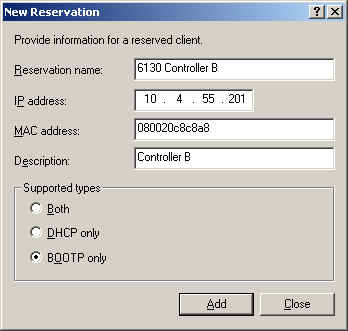 New Reservation
Provide information for a reserved client.
Reservation name: 6130 Controller B
IP address: 10 . 4 . 55 . 201
MAC address: 080020c8c8a8
Description: Controller B
Supported types
Both
DHCP only
BOOTP only
Add Close